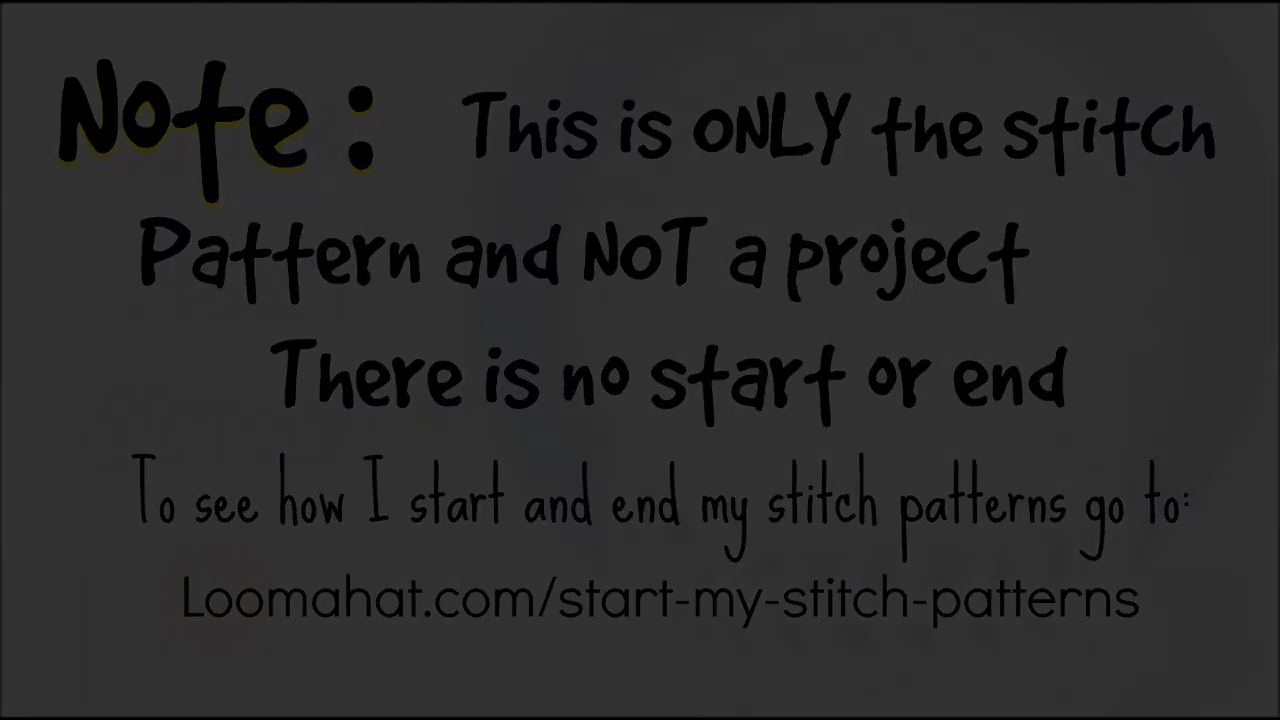 Note: This is ONLY the stitch
Pattern and NOT a project
There is no start or end
To see how I start and end my stitch patterns go to:
Loomahat.com/start-my-stitch-patterns